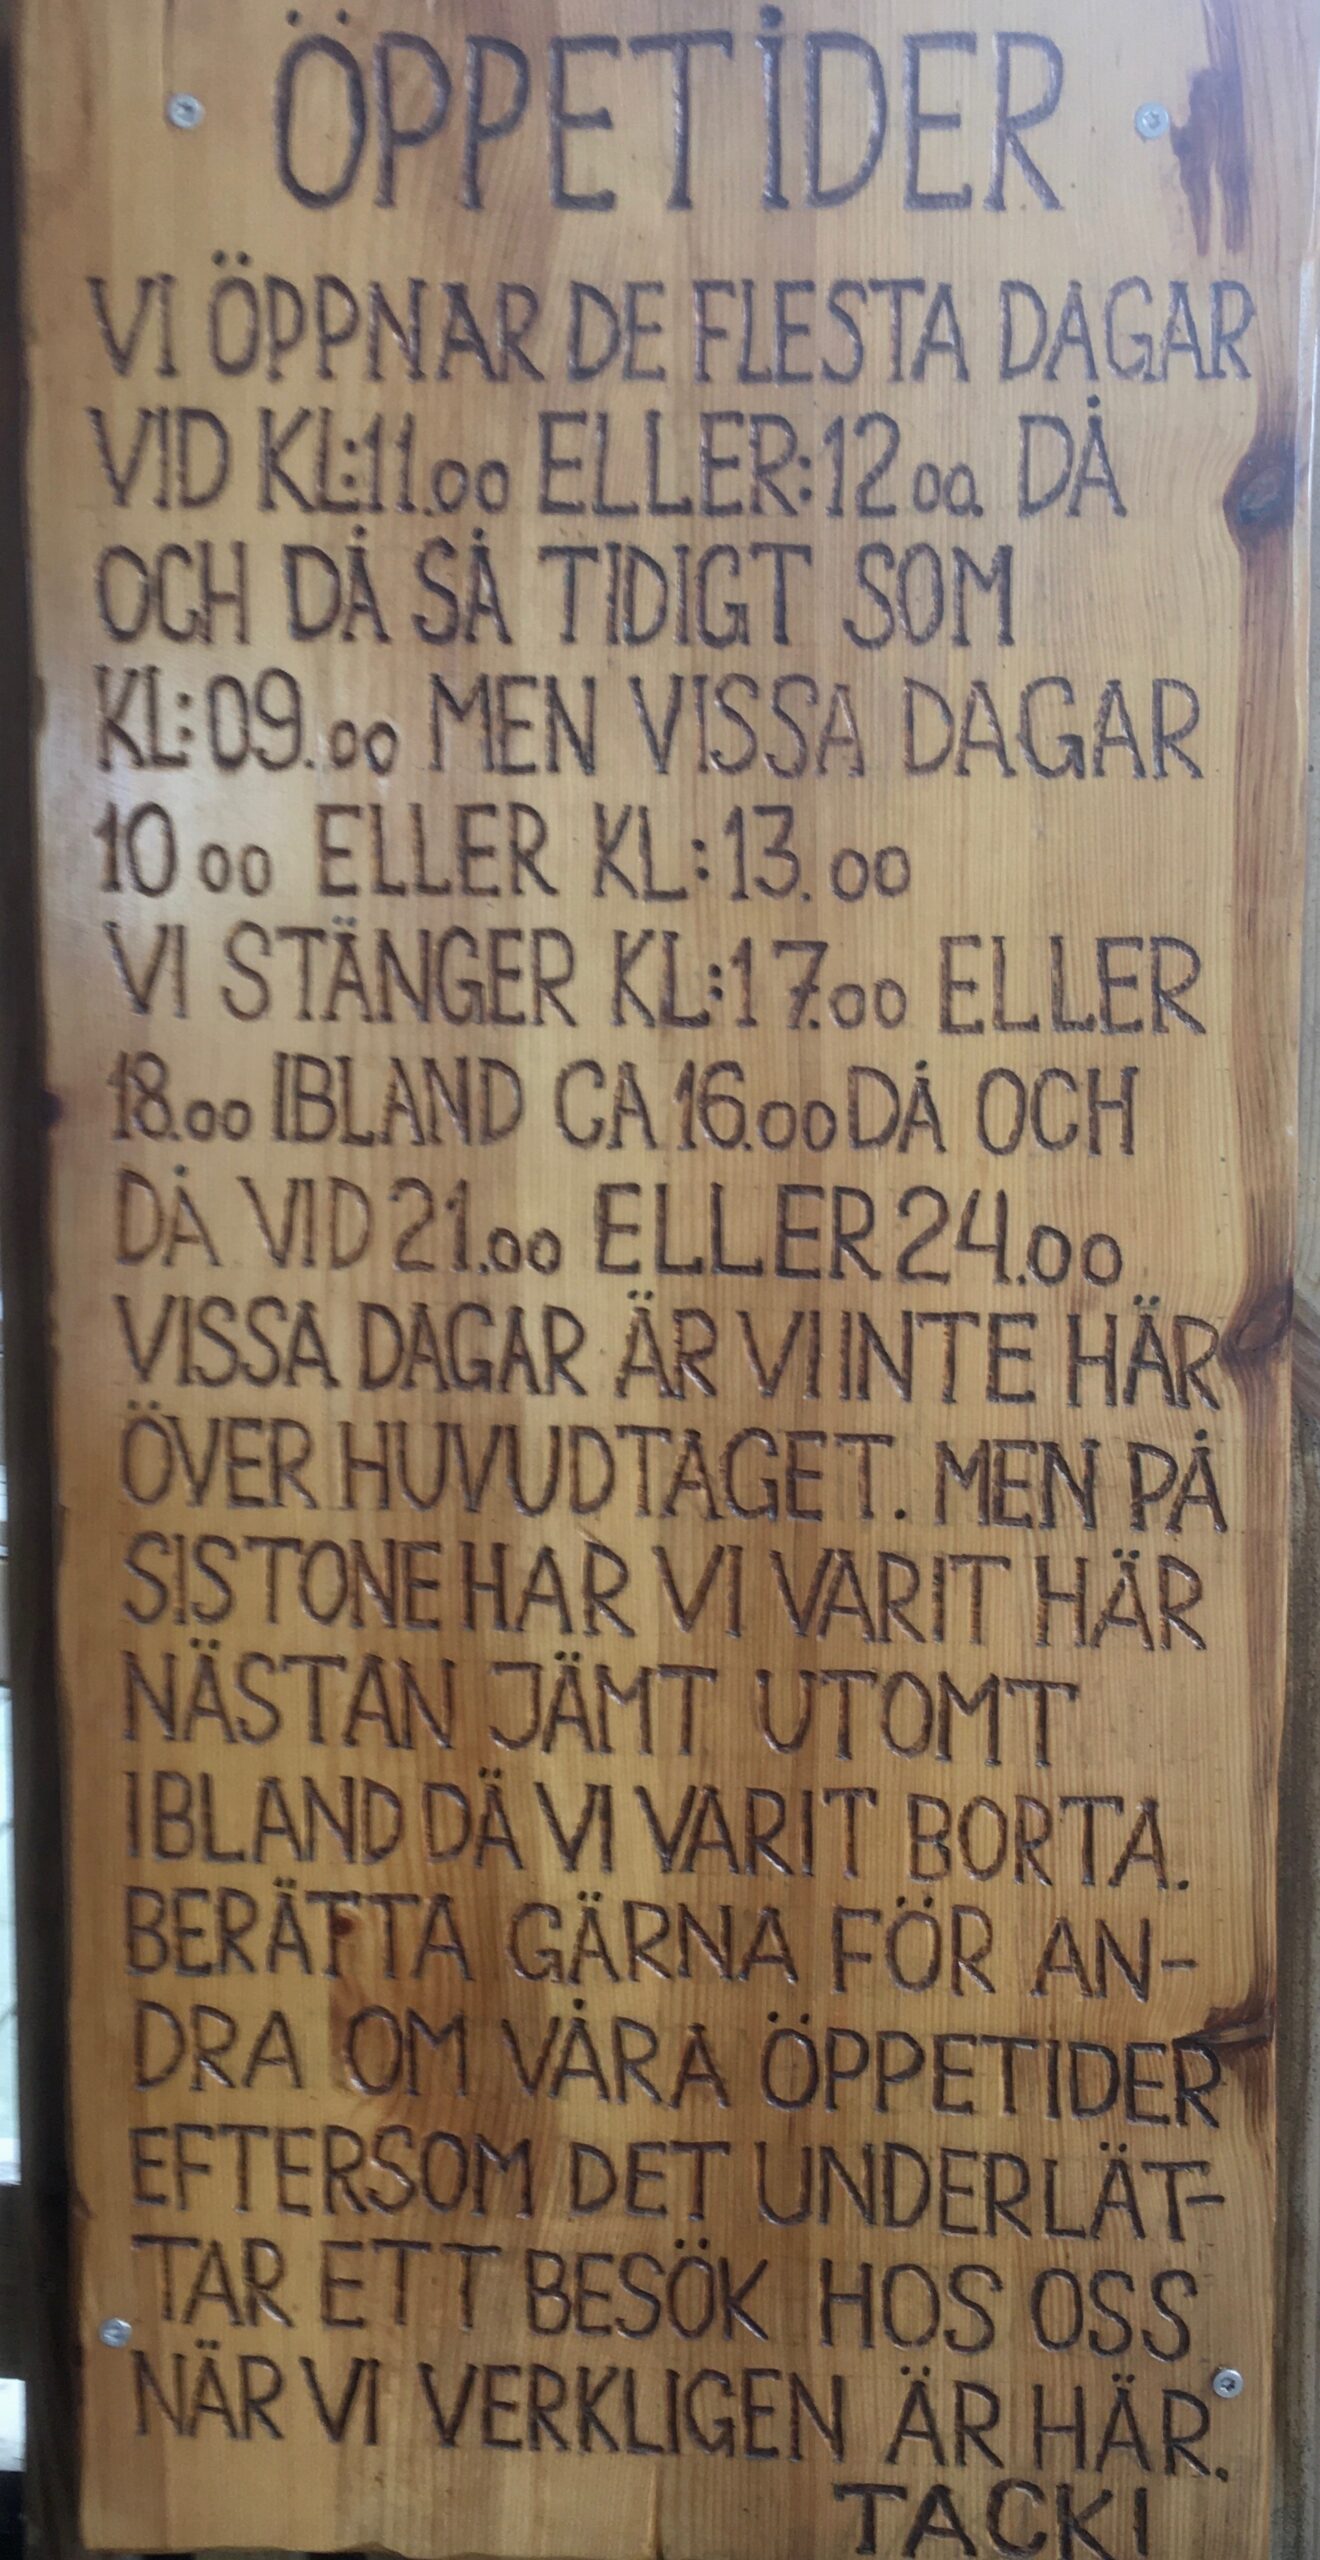 ÖPPETIDER
VI ÖPPNAR DE FLESTA DAGAR
VID KL:11.00 ELLER:12.00. DÅ
OCH DÅ SÅ TIDIGT SOM
KL:09.00 MEN VISSA DAGAR
10 00 ELLER KL:13.00
VI STÄNGER KL:17.00 ELLER
18.00 IBLAND CA 16.00 DÅ OCH
DÅ VID 21.00 ELLER 24.00
VISSA DAGAR ÄR VI INTE HÄR
ÖVER HUVUDTAGET. MEN PÅ
SISTONE HAR VI VARIT HÄR
NÄSTAN JÄMT UTOMT
IBLAND DÄ VI VARIT BORTA.
BERÄTTA GÄRNA FÖR AN-
DRA OM VÅRA ÖPPETIDER
EFTERSOM DET UNDERLÄT-
TAR ETT BESÖK HOS OSS
NÄR VI VERKLIGEN ÄR HÄR.
TACK!